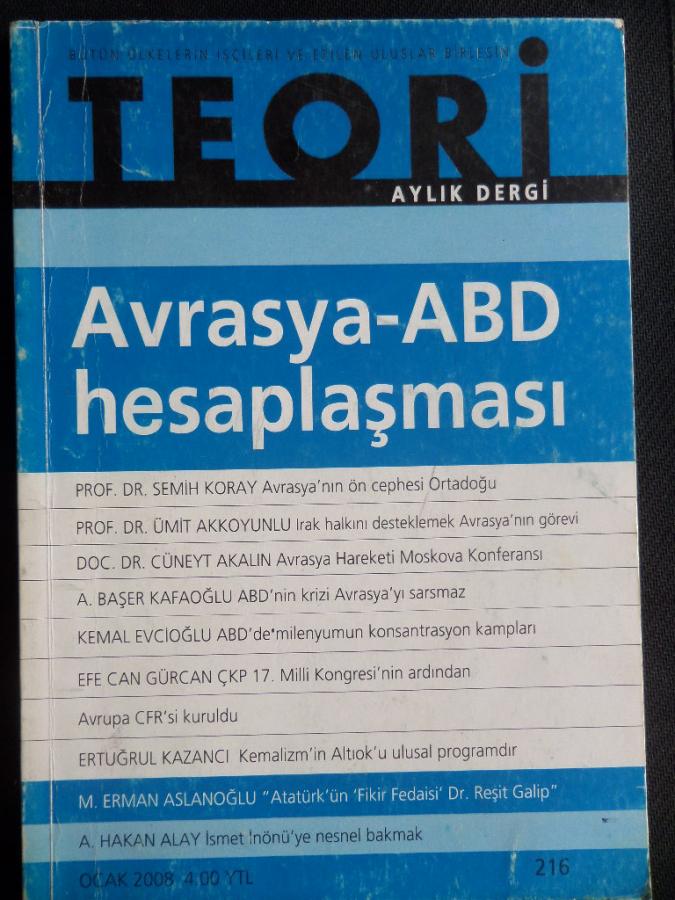 BÜTÜN ÜLKELERİN İŞÇİLERİ VE EZİLEN ULUSLAR BİRLEŞİN
TEORİ
AYLIK DERGİ
Avrasya-ABD
hesaplaşması
PROF. DR. SEMİH KORAY Avrasya'nın ön cephesi Ortadoğu
PROF. DR. ÜMİT AKKOYUNLU Irak halkını desteklemek Avrasya'nın görevi
DOC. DR. CÜNEYT AKALIN Avrasya Hareketi Moskova Konferansı
A. BAŞER KAFAOĞLU ABD'nin krizi Avrasya'yı sarsmaz
KEMAL EVCİOĞLU ABD'de milenyumun konsantrasyon kampları
EFE CAN GÜRCAN ÇKP 17. Milli Kongresi'nin ardından
Avrupa CFR'si kuruldu
ERTUĞRUL KAZANCI Kemalizm'in Altıok'u ulusal programdır
M. ERMAN ASLANOĞLU "Atatürk'ün 'Fikir Fedaisi' Dr. Reşit Galip"
A. HAKAN ALAY İsmet İnönü'ye nesnel bakmak
OCAK 2008 4.00 YTL 216